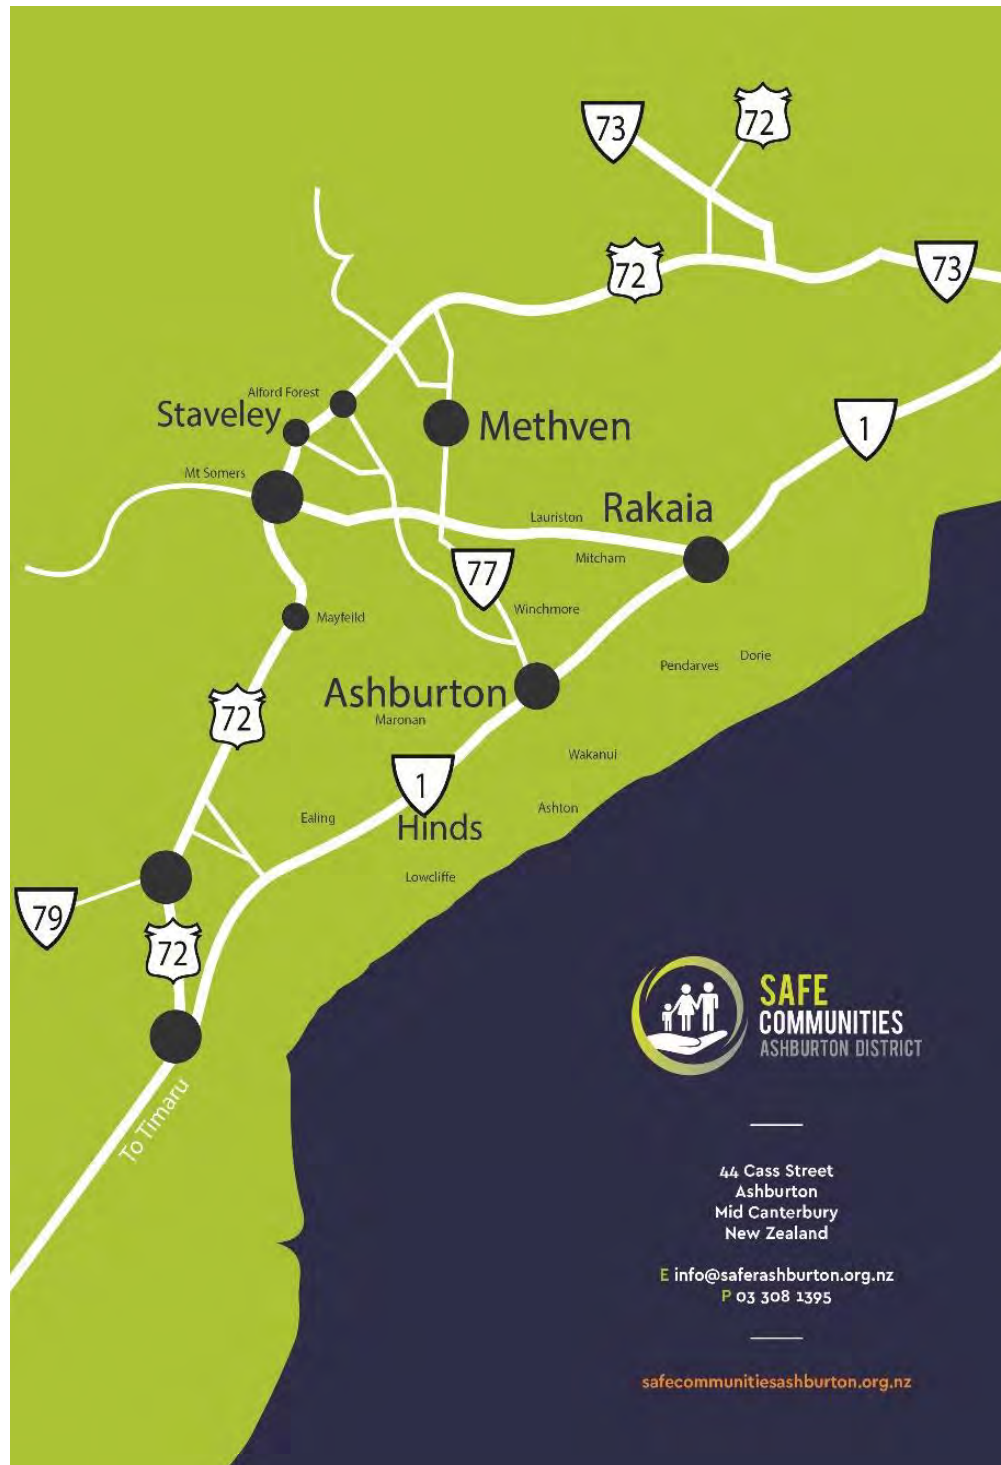 73
72
72
73
Alford Forest
Staveley
1
Methven
Mt Somers
Rakaia
Lauriston
Mitcham
77
Winchmore
Mayfeild
Dorie
Pendarves
Ashburton
72
Maronan
Wakanui
1
Ashton
Ealing
Hinds
Lowcliffe
79
72
To Timaru
SAFE
COMMUNITIES
ASHBURTON DISTRICT
44 Cass Street
Ashburton
Mid Canterbury
New Zealand
E info@saferashburton.org.nz
P 03 308 1395
safecommunitiesashburton.org.nz